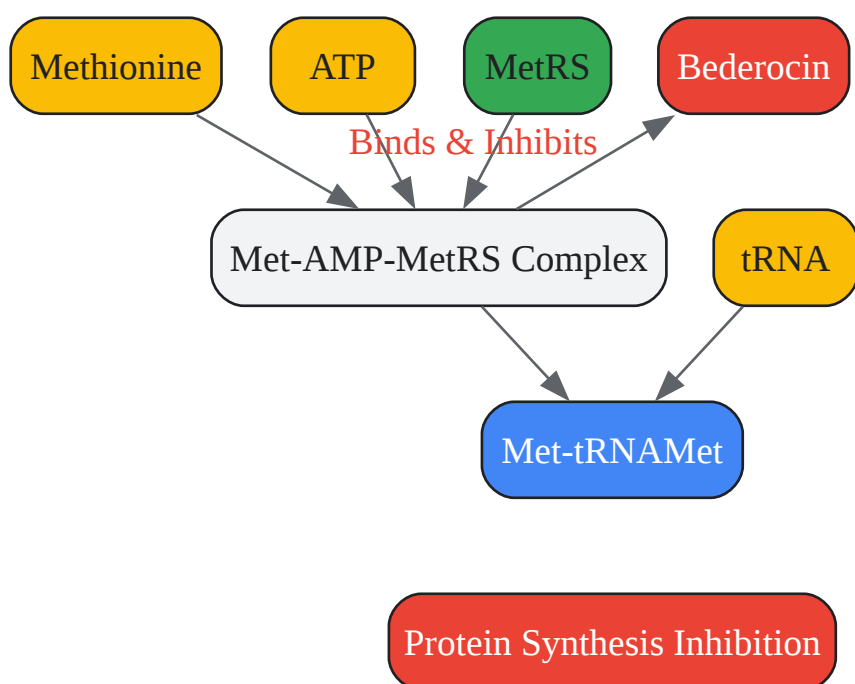 Methionine
ATP
MetRS
Bederocin
Binds & Inhibits
Met-AMP-MetRS Complex
tRNA
Met-tRNAMet
Protein Synthesis Inhibition